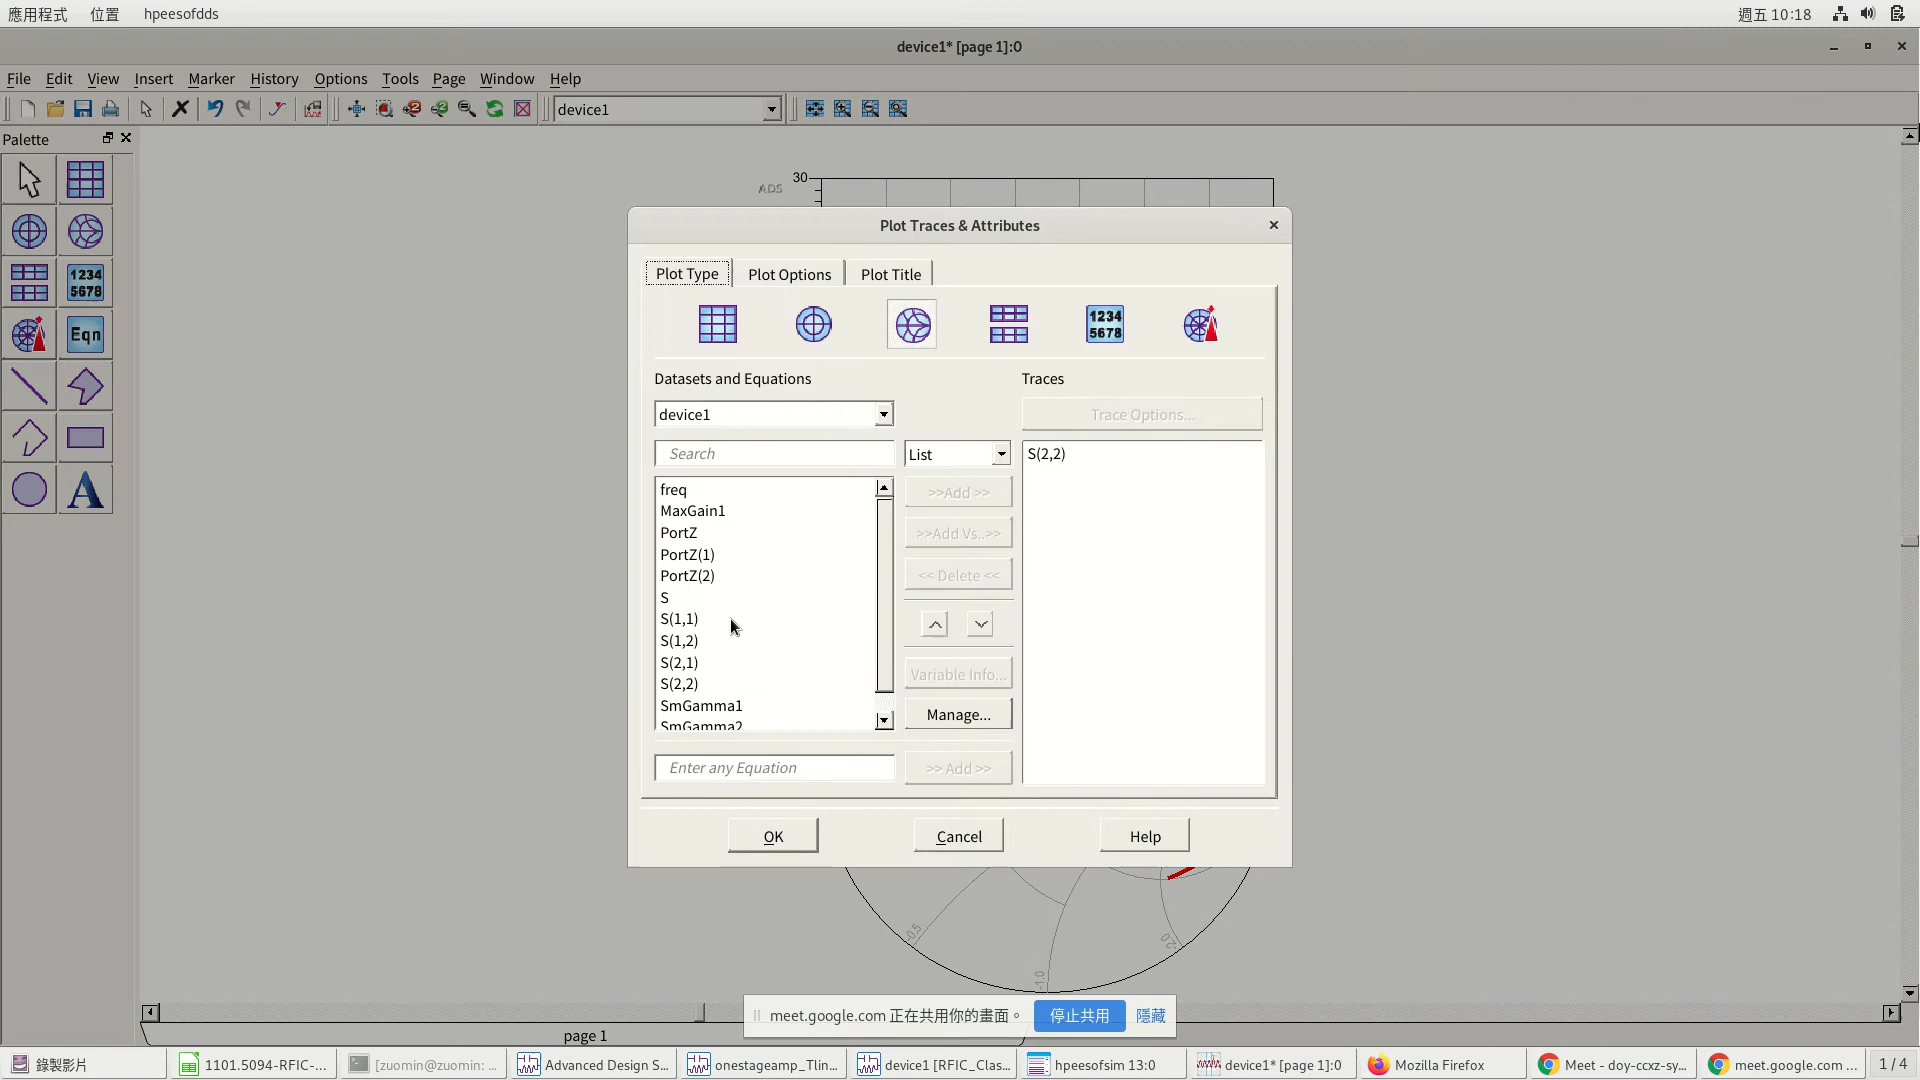 應用程式 位置 hpeesofdds 週五 10:18
device1* [page 1]:0
File Edit View Insert Marker History Options Tools Page Window Help
device1
Palette
ADS 30
Plot Traces & Attributes
Plot Type Plot Options Plot Title
1234
5678
1234
5678
Eqn
Datasets and Equations Traces
device1 Trace Options...
Search List S(2,2)
freq >>Add >>
MaxGain1
PortZ >>Add Vs..>>
PortZ(1)
PortZ(2) << Delete <<
S
S(1,1)
S(1,2)
S(2,1) Variable Info...
S(2,2)
SmGamma1 Manage...
SmGamma2
Enter any Equation >> Add >>
OK Cancel Help
A
-0.5 -2.0
-1.0
meet.google.com 正在共用你的畫面。 停止共用 隱藏
page 1
錄製影片 1101.5094-RFIC-... [zuomin@zuomin: ... Advanced Design S... onestageamp_Tlin... device1 [RFIC_Clas... hpeesofsim 13:0 device1* [page 1]:0 Mozilla Firefox Meet - doy-ccxz-sy... meet.google.com ... 1 / 4